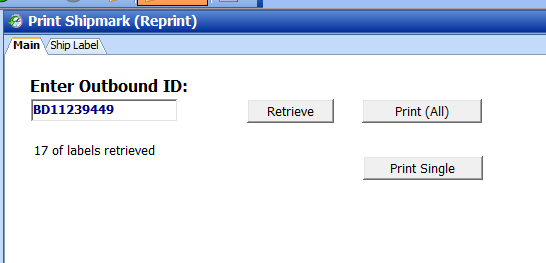 Print Shipmark (Reprint)
Main Ship Label
Enter Outbound ID:
BD11239449 Retrieve Print (All)
17 of labels retrieved
Print Single